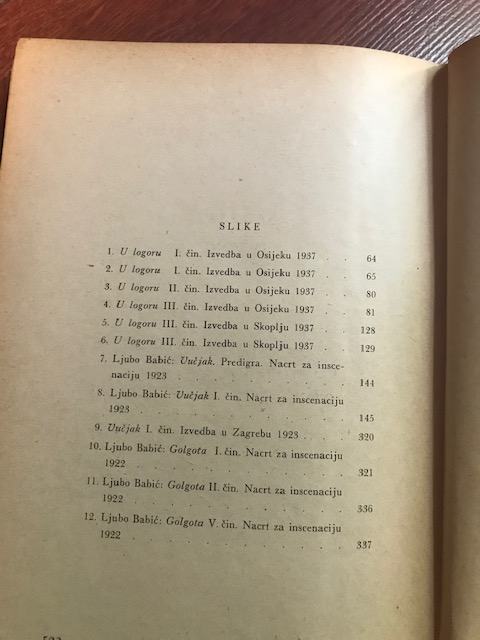 SLIKE
1. U logoru I. čin. Izvedba u Osijeku 1937 . . 64
2. U logoru I. čin. Izvedba u Osijeku 1937 . . 65
3. U logoru II. čin. Izvedba u Osijeku 1937 . . 80
4. U logoru III. čin. Izvedba u Osijeku 1937 . . 81
5. U logoru III. čin. Izvedba u Skoplju 1937 . . 128
6. U logoru III. čin. Izvedba u Skoplju 1937 . . 129
7. Ljubo Babić: Vučjak. Predigra. Nacrt za insce-
naciju 1923 . . . . . . . . 144
8. Ljubo Babić: Vučjak I. čin. Nacrt za inscenaciju
1923 . . . . . . . . . 145
9. Vučjak I. čin. Izvedba u Zagrebu 1923 . . . 320
10. Ljubo Babić: Golgota I. čin. Nacrt za inscenaciju
1922 . . . . . . . . . 321
11. Ljubo Babić: Golgota II. čin. Nacrt za inscenaciju
1922 . . . . . . . . . 336
12. Ljubo Babić: Golgota V. čin. Nacrt za inscenaciju
1922 . . . . . . . . . 337